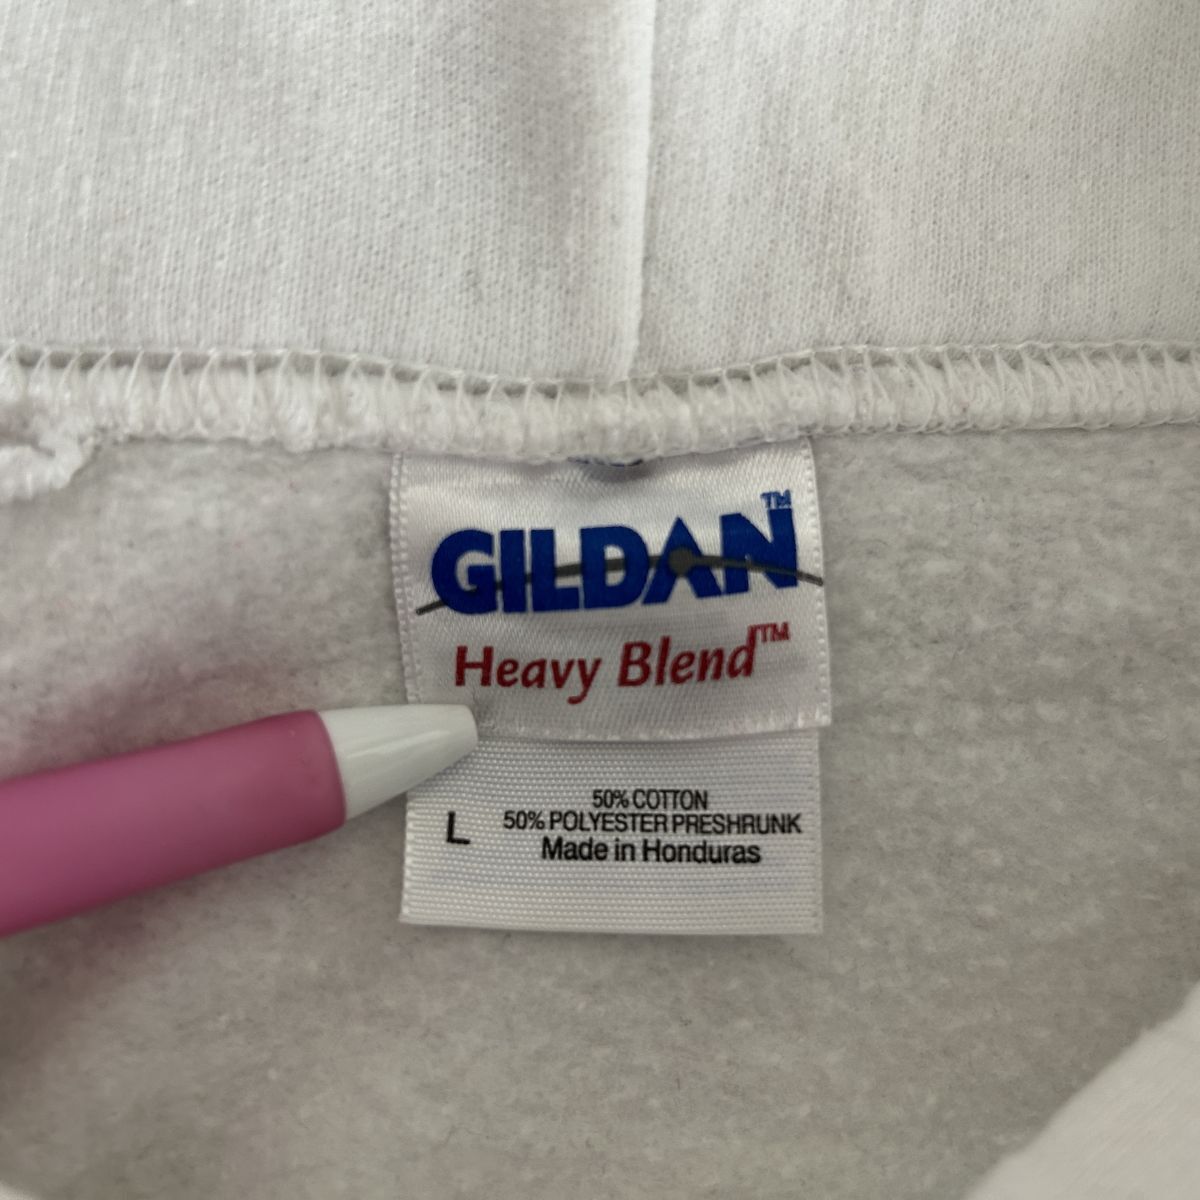 GILDAN™
Heavy Blend™
50% COTTON
L 50% POLYESTER PRESHRUNK
Made in Honduras